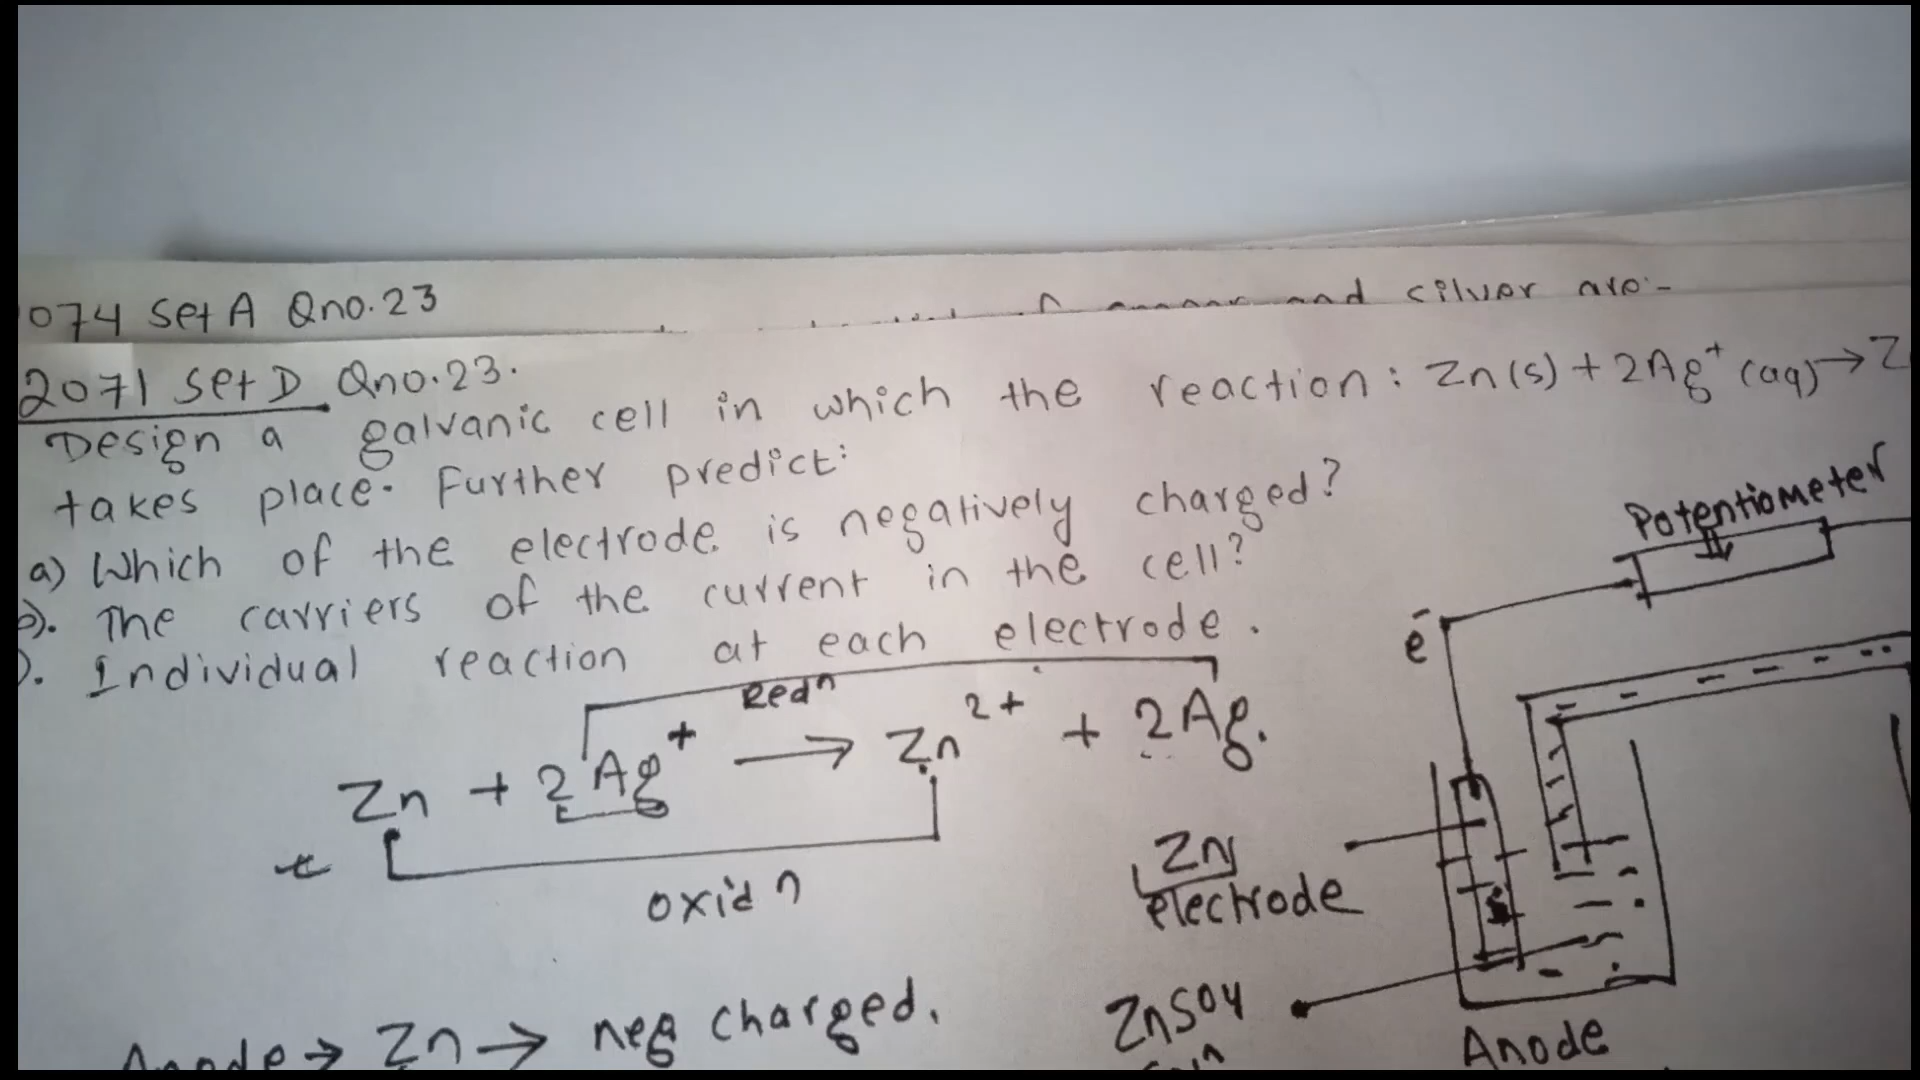 074 Set A Qno.23
and silver are:-
2071 Set D Qno.23.
Design a galvanic cell in which the reaction: Zn(s) + 2Ag⁺ (aq) → Z
takes place. Further predict:
a) Which of the electrode is negatively charged?
b). The carriers of the current in the cell?
). Individual reaction at each electrode.
Redⁿ
Zn + 2Ag⁺ → Zn²⁺ + 2Ag.
oxidⁿ
Anode → Zn → neg charged.
Potentiometer
e⁻
Zn
electrode
ZnSO4
Anode